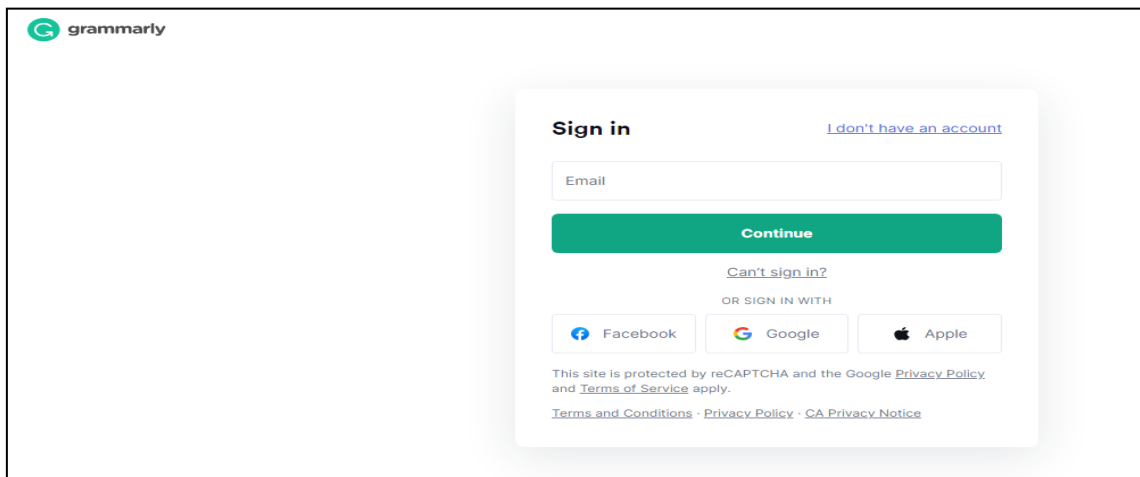 grammarly
Sign in
I don't have an account
Email
Continue
Can't sign in?
OR SIGN IN WITH
Facebook
Google
Apple
This site is protected by reCAPTCHA and the Google Privacy Policy
and Terms of Service apply.
Terms and Conditions · Privacy Policy · CA Privacy Notice